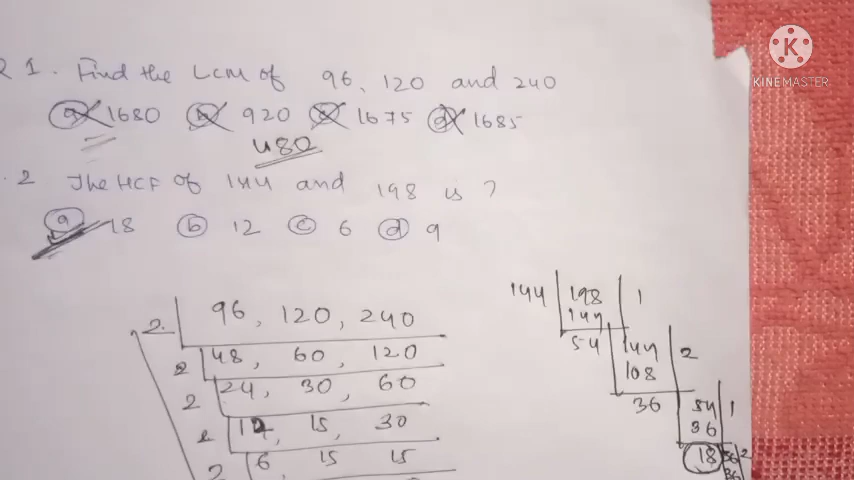 Q 1. Find the LCM of 96, 120 and 240
a 1680 b 920 c 1675 d 1685
480
. 2 The HCF of 144 and 198 is ?
a 18 b 12 c 6 d 9
2 96, 120, 240
2 48, 60, 120
2 24, 30, 60
2 12, 15, 30
2 6, 15 15
144 198 1
144
54 144 2
108
36 54 1
36
18 36 2
36
K
KINEMASTER